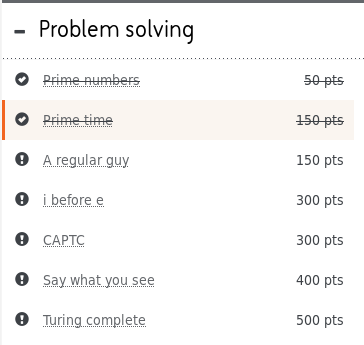 Problem solving
Prime numbers 50 pts
Prime time 150 pts
A regular guy 150 pts
i before e 300 pts
CAPTC 300 pts
Say what you see 400 pts
Turing complete 500 pts